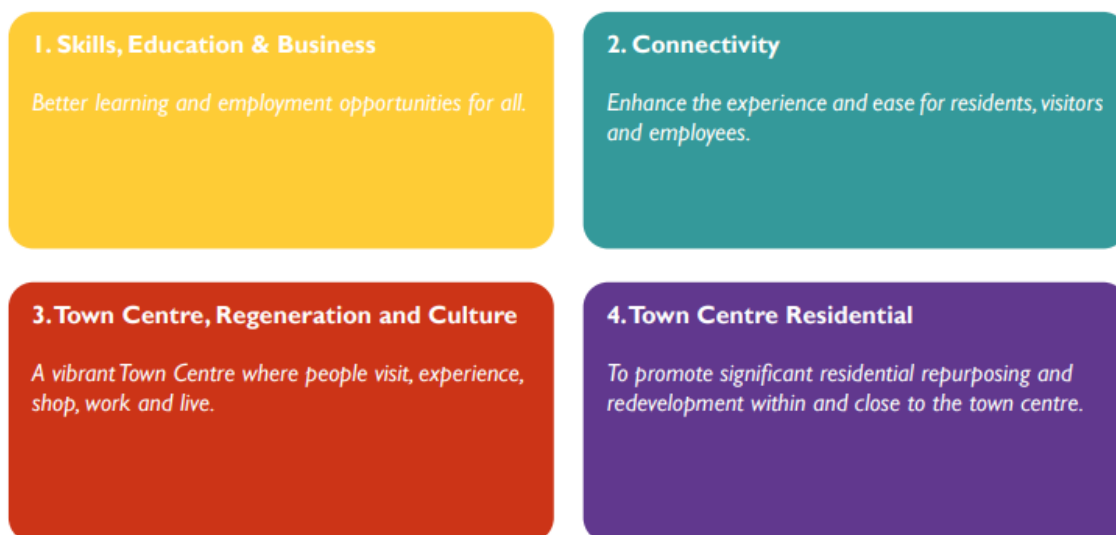 1. Skills, Education & Business
Better learning and employment opportunities for all.
2. Connectivity
Enhance the experience and ease for residents, visitors
and employees.
3. Town Centre, Regeneration and Culture
A vibrant Town Centre where people visit, experience,
shop, work and live.
4. Town Centre Residential
To promote significant residential repurposing and
redevelopment within and close to the town centre.